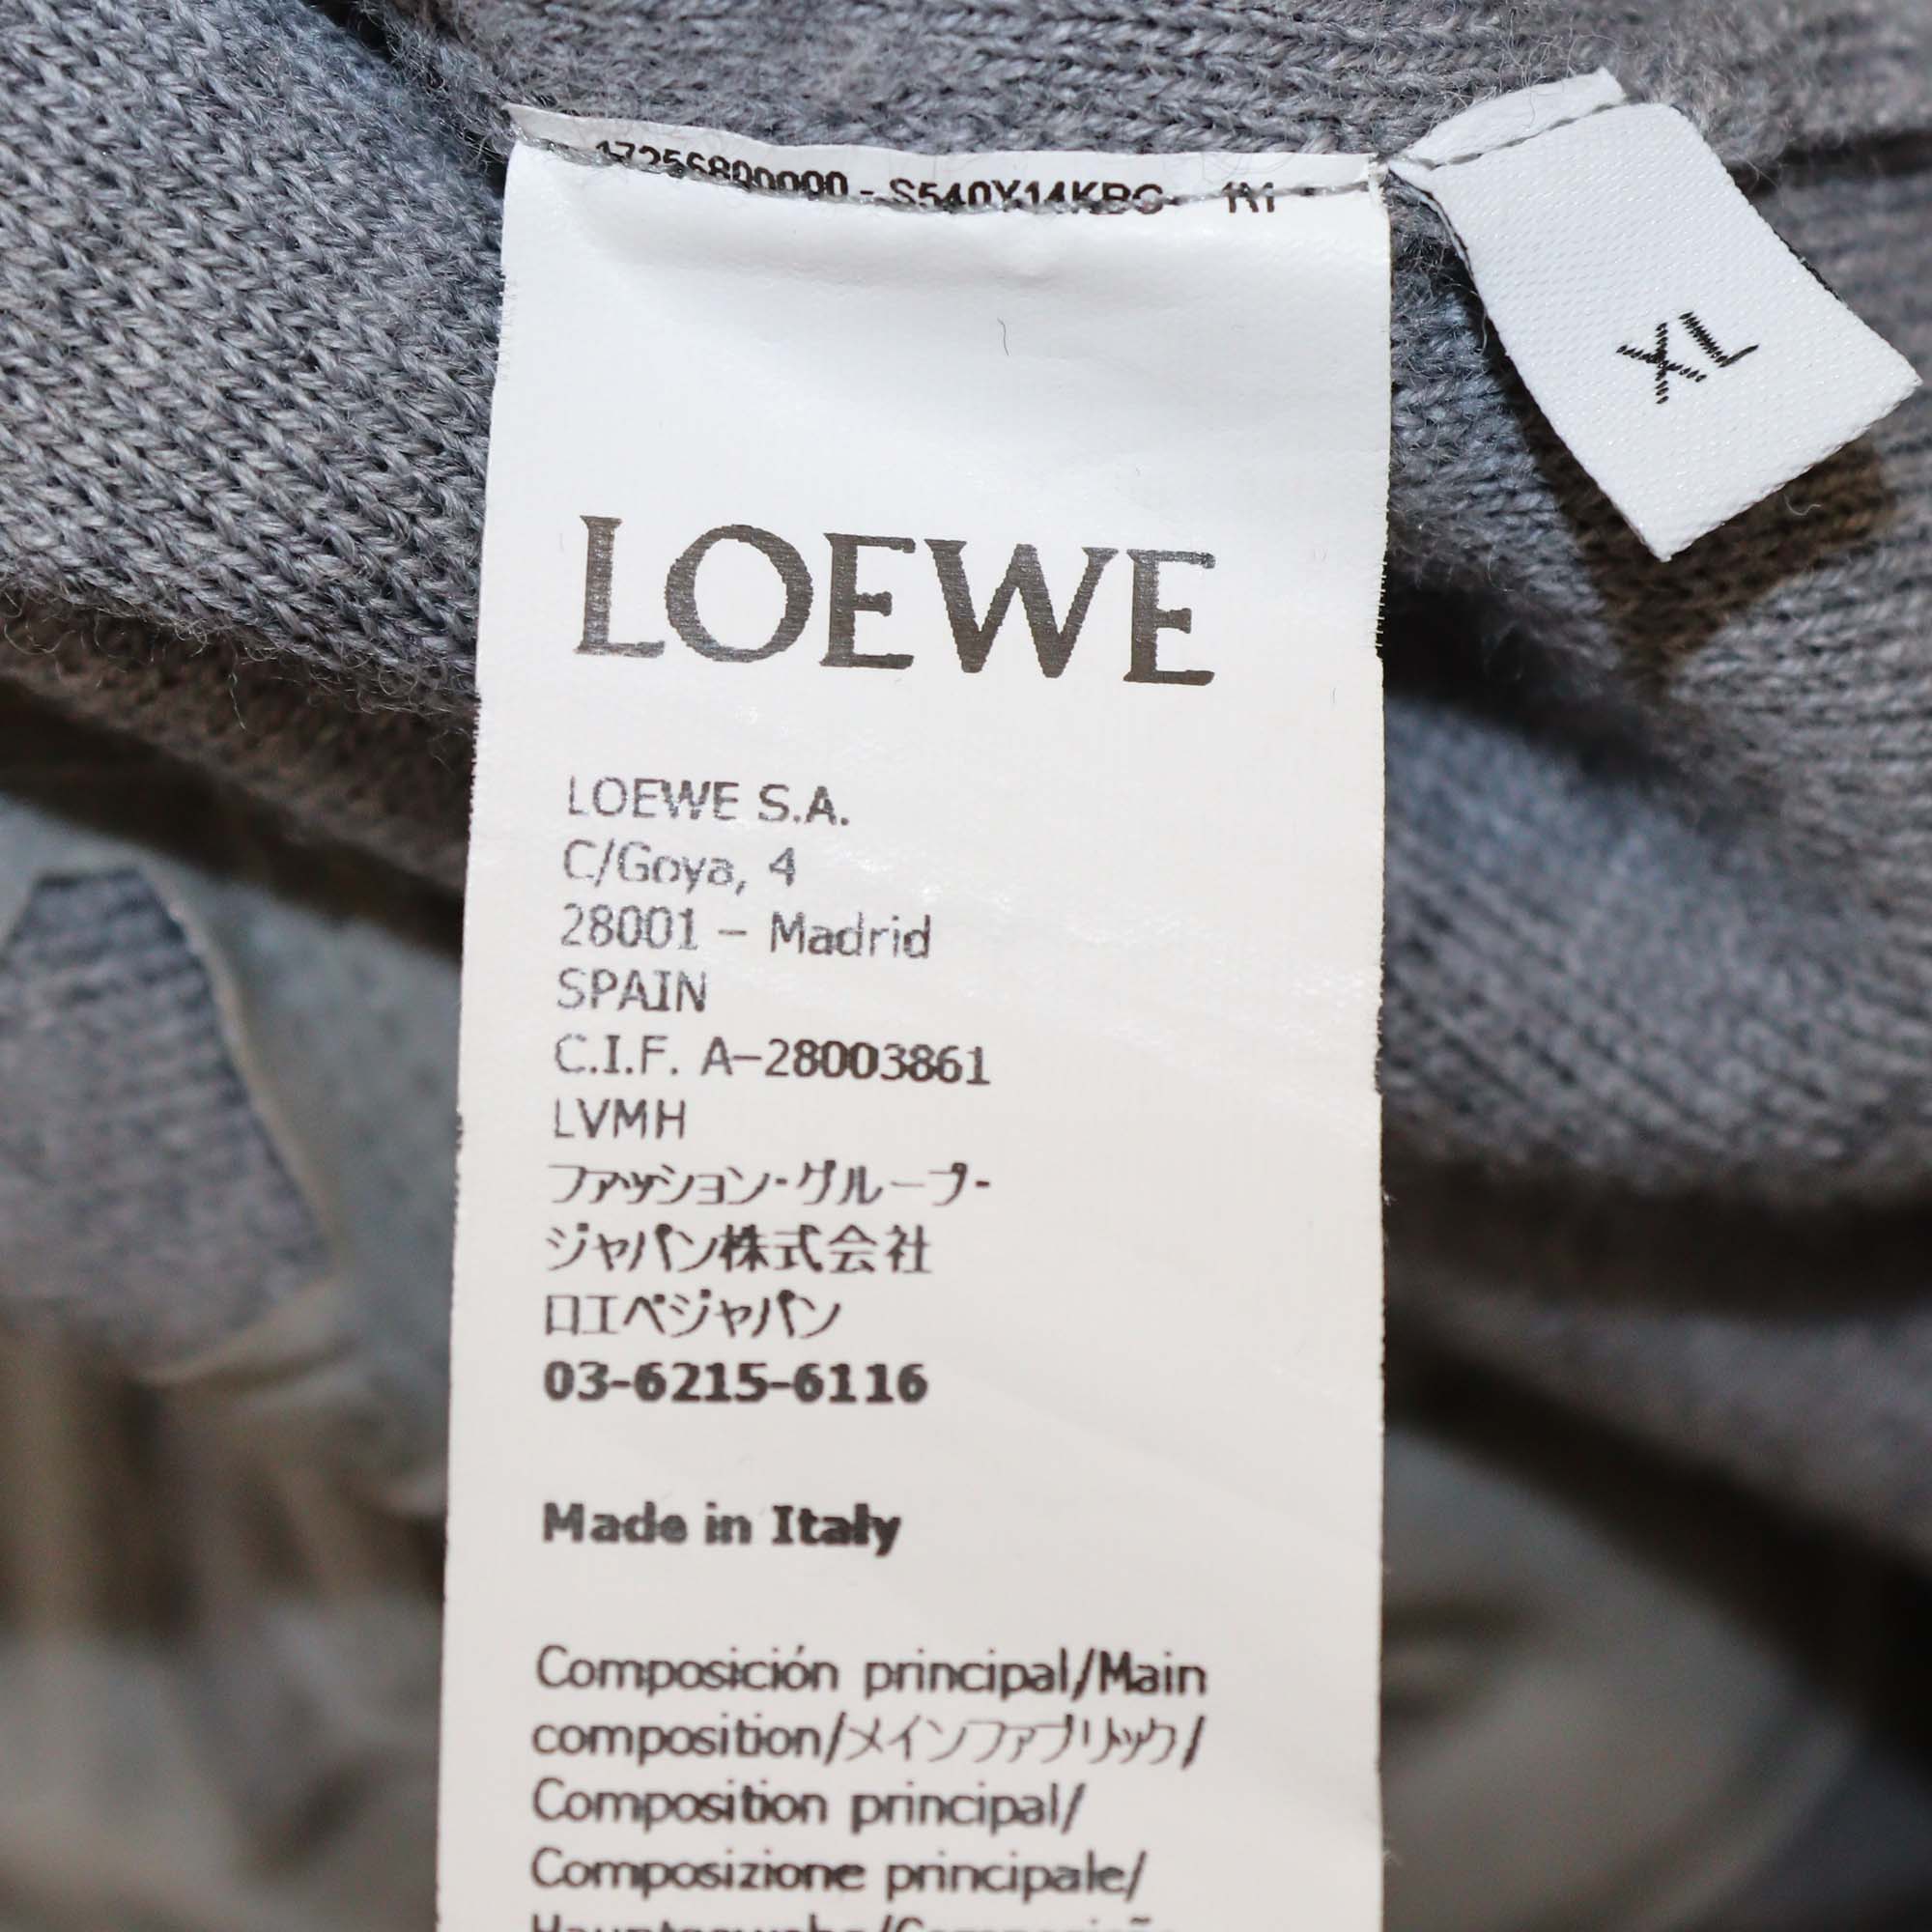 XL
LOEWE
LOEWE S.A.
C/Goya, 4
28001 – Madrid
SPAIN
C.I.F. A–28003861
LVMH
ファッション・グループ・
ジャパン株式会社
ロエベジャパン
03-6215-6116
Made in Italy
Composición principal/Main
composition/メインファブリック/
Composition principal/
Composizione principale/